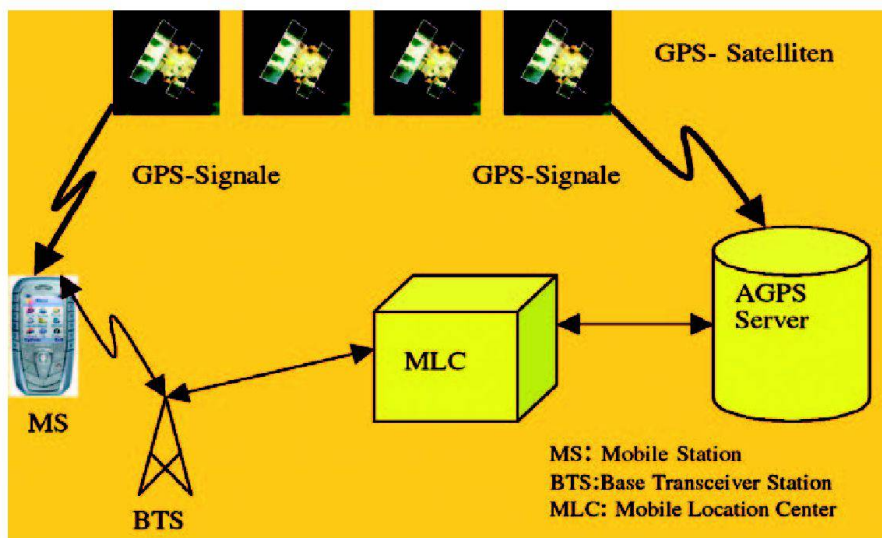 GPS- Satelliten
GPS-Signale
GPS-Signale
AGPS
Server
MLC
MS
BTS
MS: Mobile Station
BTS:Base Transceiver Station
MLC: Mobile Location Center